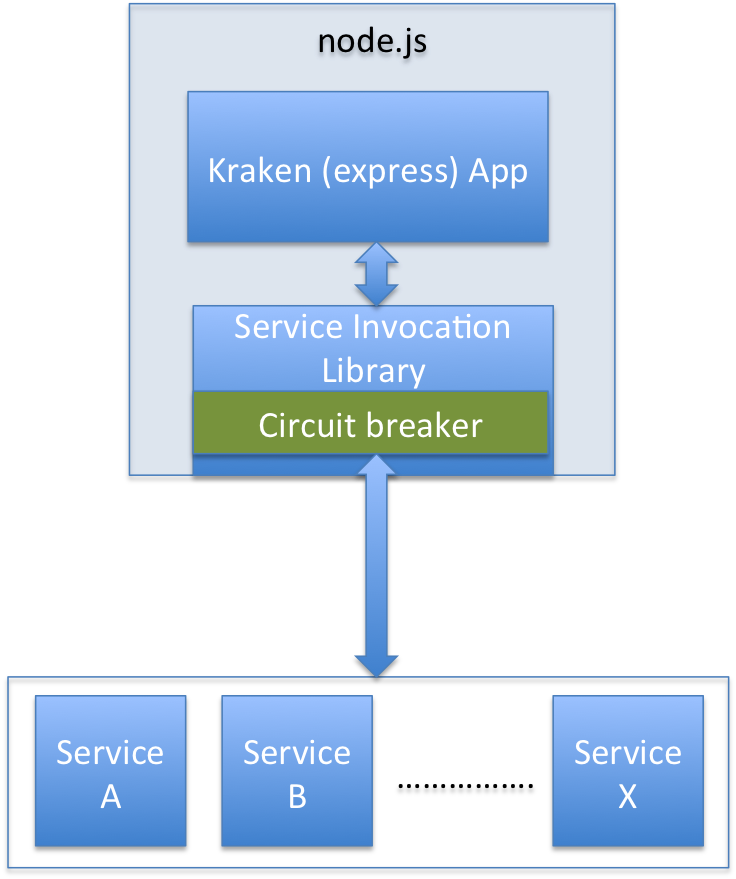 node.js
Kraken (express) App
Service Invocation
Library
Circuit breaker
Service
A
Service
B
................
Service
X